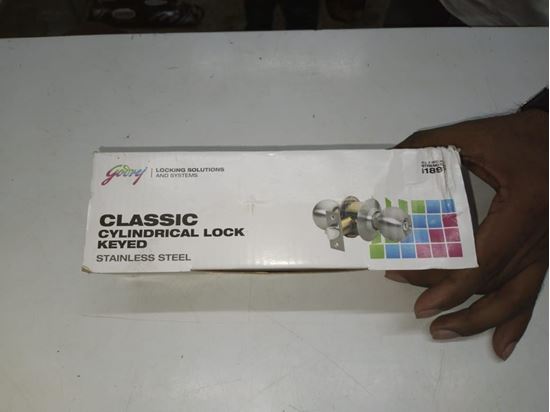 Godrej
LOCKING SOLUTIONS
AND SYSTEMS
CLASSIC
CYLINDRICAL LOCK
KEYED
STAINLESS STEEL